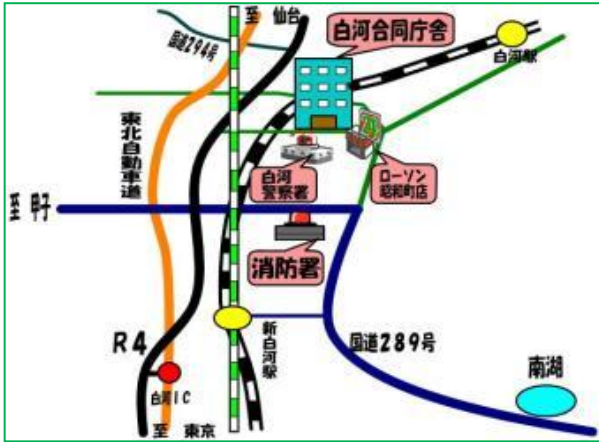 至 仙台
国道294号
白河合同庁舎
白河駅
東北自動車道
白河
警察署
ローソン
昭和町店
至 甲子
消防署
新白河駅
国道289号
R4
南湖
白河IC
至 東京